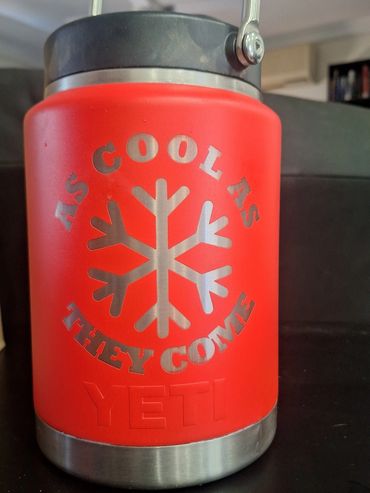 AS COOL AS
THEY COME
YETI